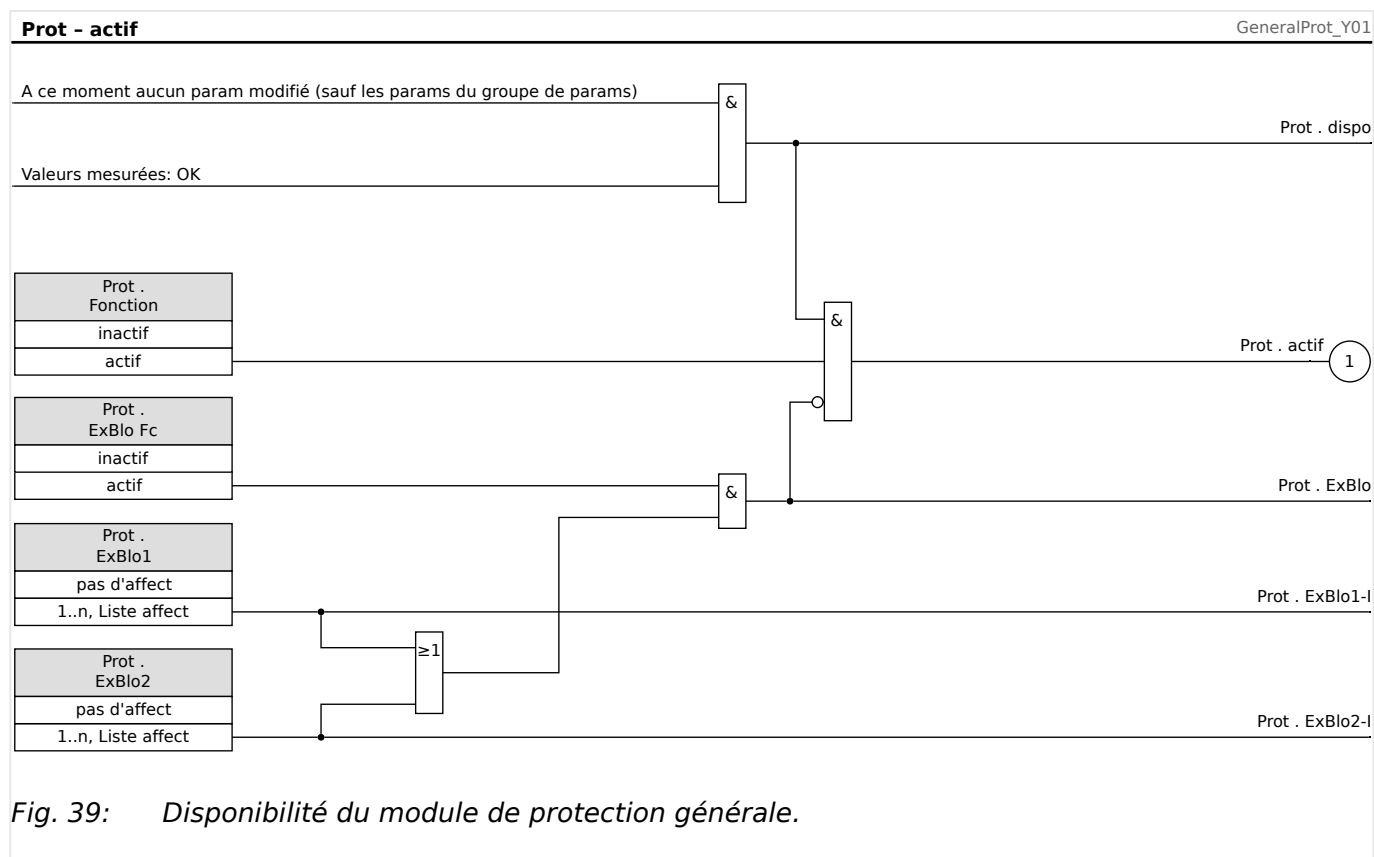 Prot – actif
GeneralProt_Y01
A ce moment aucun param modifié (sauf les params du groupe de params)
&
Prot . dispo
Valeurs mesurées: OK
Prot .
Fonction
inactif
actif
&
Prot . actif
1
Prot .
ExBlo Fc
inactif
actif
&
Prot . ExBlo
Prot .
ExBlo1
pas d'affect
1..n, Liste affect
Prot . ExBlo1-I
≥1
Prot .
ExBlo2
pas d'affect
1..n, Liste affect
Prot . ExBlo2-I
Fig. 39: Disponibilité du module de protection générale.